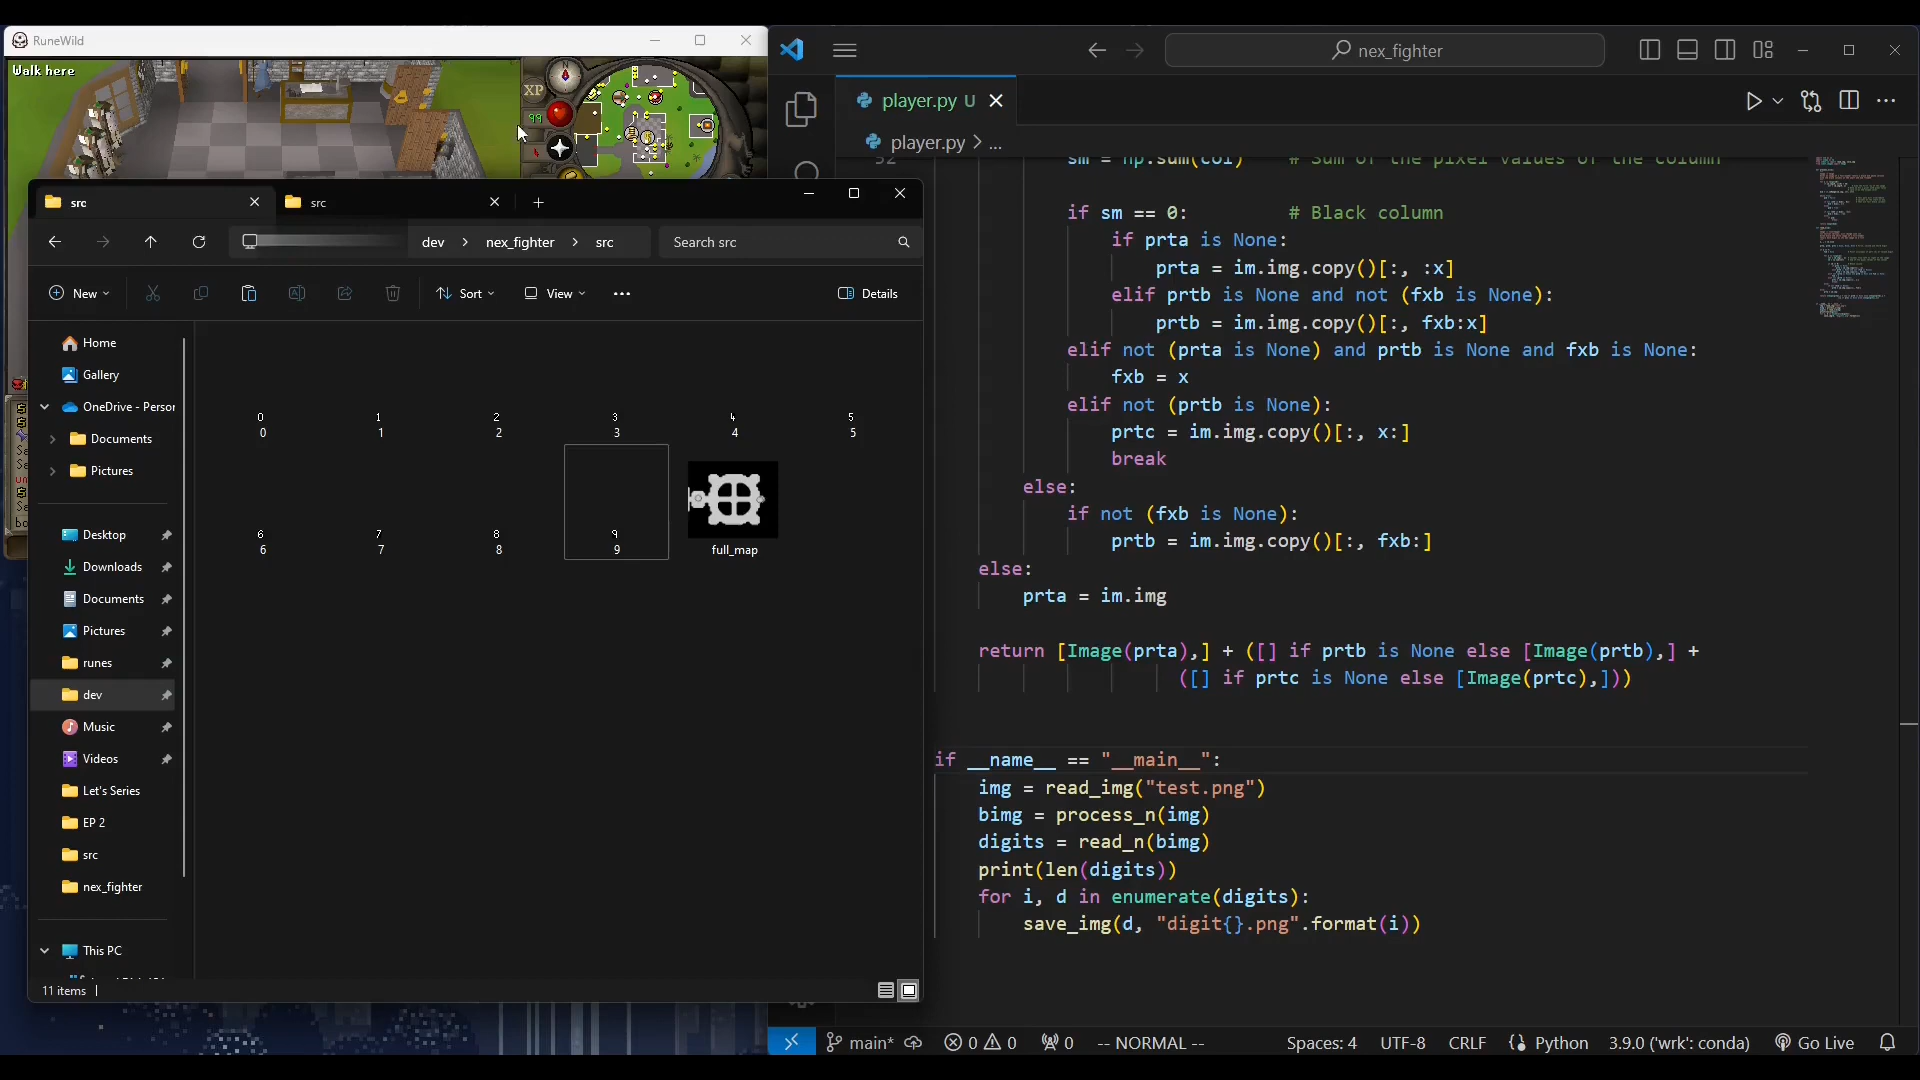 RuneWild
Walk here
XP
99
src
src
dev > nex_fighter > src
Search src
New
Sort
View
Details
Home
Gallery
OneDrive - Person
Documents
Pictures
Desktop
Downloads
Documents
Pictures
runes
dev
Music
Videos
Let's Series
EP 2
src
nex_fighter
This PC
0 1 2 3 4 5
0 1 2 3 4 5
6 7 8 9
6 7 8 9 full_map
11 items
nex_fighter
player.py U
player.py > ...
52 sm = np.sum(col) # Sum of the pixel values of the column
if sm == 0: # Black column
if prta is None:
prta = im.img.copy()[:, :x]
elif prtb is None and not (fxb is None):
prtb = im.img.copy()[:, fxb:x]
elif not (prta is None) and prtb is None and fxb is None:
fxb = x
elif not (prtb is None):
prtc = im.img.copy()[:, x:]
break
else:
if not (fxb is None):
prtb = im.img.copy()[:, fxb:]
else:
prta = im.img
return [Image(prta),] + ([] if prtb is None else [Image(prtb),] +
([] if prtc is None else [Image(prtc),]))
if __name__ == "__main__":
img = read_img("test.png")
bimg = process_n(img)
digits = read_n(bimg)
print(len(digits))
for i, d in enumerate(digits):
save_img(d, "digit{}.png".format(i))
main* 0 0 0 -- NORMAL -- Spaces: 4 UTF-8 CRLF Python 3.9.0 ('wrk': conda) Go Live